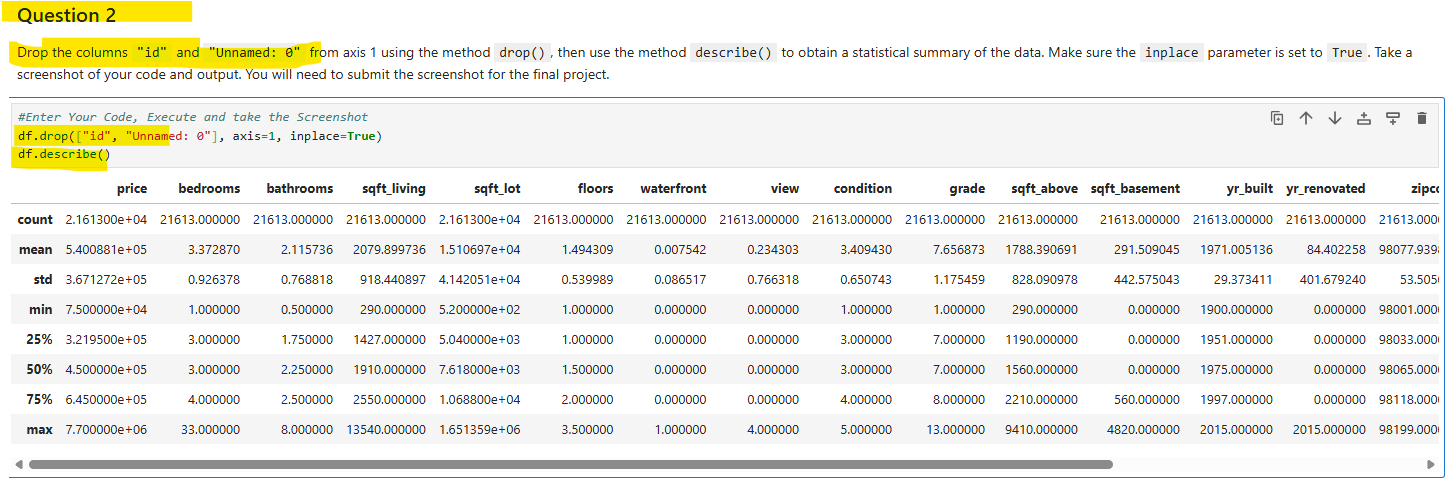 Question 2
Drop the columns "id" and "Unnamed: 0" from axis 1 using the method drop(), then use the method describe() to obtain a statistical summary of the data. Make sure the inplace parameter is set to True. Take a
screenshot of your code and output. You will need to submit the screenshot for the final project.
#Enter Your Code, Execute and take the Screenshot
df.drop(["id", "Unnamed: 0"], axis=1, inplace=True)
df.describe()
price bedrooms bathrooms sqft_living sqft_lot floors waterfront view condition grade sqft_above sqft_basement yr_built yr_renovated zipco
count 2.161300e+04 21613.000000 21613.000000 21613.000000 2.161300e+04 21613.000000 21613.000000 21613.000000 21613.000000 21613.000000 21613.000000 21613.000000 21613.000000 21613.000000 21613.0000
mean 5.400881e+05 3.372870 2.115736 2079.899736 1.510697e+04 1.494309 0.007542 0.234303 3.409430 7.656873 1788.390691 291.509045 1971.005136 84.402258 98077.9398
std 3.671272e+05 0.926378 0.768818 918.440897 4.142051e+04 0.539989 0.086517 0.766318 0.650743 1.175459 828.090978 442.575043 29.373411 401.679240 53.5050
min 7.500000e+04 1.000000 0.500000 290.000000 5.200000e+02 1.000000 0.000000 0.000000 1.000000 1.000000 290.000000 0.000000 1900.000000 0.000000 98001.0000
25% 3.219500e+05 3.000000 1.750000 1427.000000 5.040000e+03 1.000000 0.000000 0.000000 3.000000 7.000000 1190.000000 0.000000 1951.000000 0.000000 98033.0000
50% 4.500000e+05 3.000000 2.250000 1910.000000 7.618000e+03 1.500000 0.000000 0.000000 3.000000 7.000000 1560.000000 0.000000 1975.000000 0.000000 98065.0000
75% 6.450000e+05 4.000000 2.500000 2550.000000 1.068800e+04 2.000000 0.000000 0.000000 4.000000 8.000000 2210.000000 560.000000 1997.000000 0.000000 98118.0000
max 7.700000e+06 33.000000 8.000000 13540.000000 1.651359e+06 3.500000 1.000000 4.000000 5.000000 13.000000 9410.000000 4820.000000 2015.000000 2015.000000 98199.0000